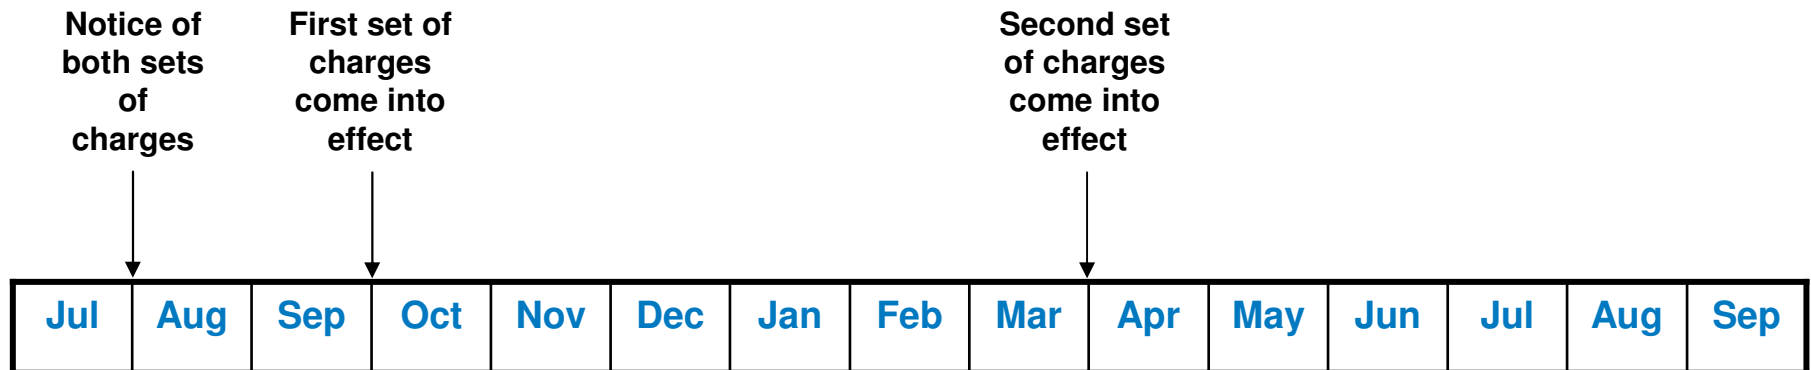 Notice of
both sets
of
charges
First set of
charges
come into
effect
Second set
of charges
come into
effect
Jul Aug Sep Oct Nov Dec Jan Feb Mar Apr May Jun Jul Aug Sep